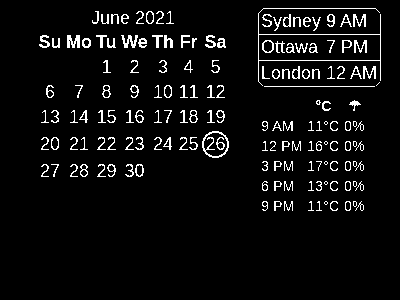 June 2021
Su Mo Tu We Th Fr Sa
1 2 3 4 5
6 7 8 9 10 11 12
13 14 15 16 17 18 19
20 21 22 23 24 25 26
27 28 29 30
Sydney 9 AM
Ottawa 7 PM
London 12 AM
°C ☂
9 AM 11°C 0%
12 PM 16°C 0%
3 PM 17°C 0%
6 PM 13°C 0%
9 PM 11°C 0%